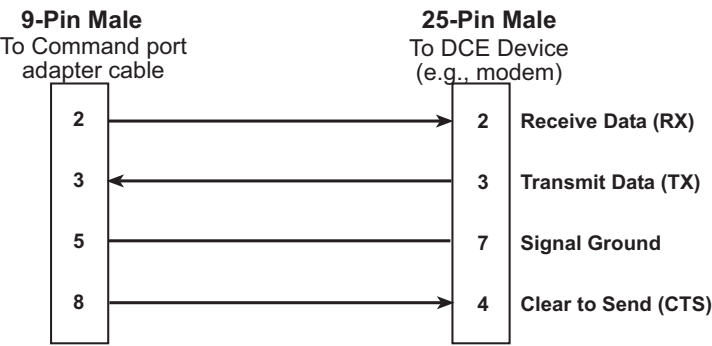 9-Pin Male
To Command port
adapter cable
25-Pin Male
To DCE Device
(e.g., modem)
2 2 Receive Data (RX)
3 3 Transmit Data (TX)
5 7 Signal Ground
8 4 Clear to Send (CTS)